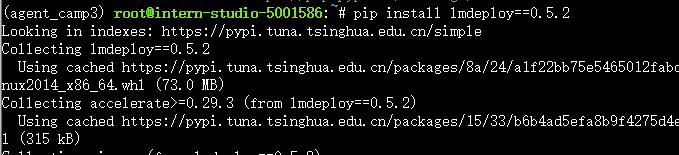 (agent_camp3) root@intern-studio-5001586:~# pip install lmdeploy==0.5.2
Looking in indexes: https://pypi.tuna.tsinghua.edu.cn/simple
Collecting lmdeploy==0.5.2
Using cached https://pypi.tuna.tsinghua.edu.cn/packages/8a/24/a1f22bb75e5465012fabc
nux2014_x86_64.whl (73.0 MB)
Collecting accelerate>=0.29.3 (from lmdeploy==0.5.2)
Using cached https://pypi.tuna.tsinghua.edu.cn/packages/15/33/b6b4ad5efa8b9f4275d4e
1 (315 kB)